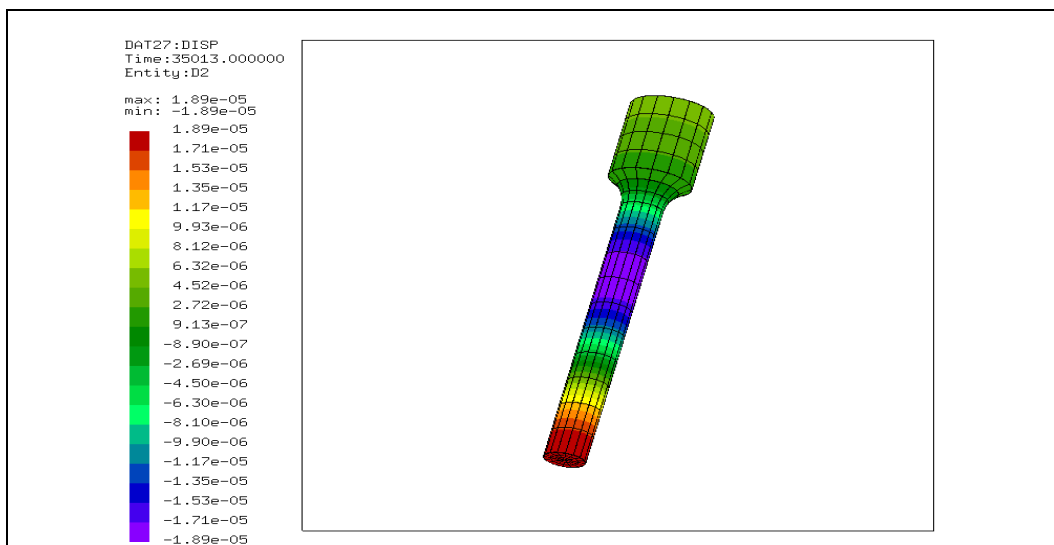 DAT27:DISP
Time:35013.000000
Entity:D2
max: 1.89e-05
min: -1.89e-05
1.89e-05
1.71e-05
1.53e-05
1.35e-05
1.17e-05
9.93e-06
8.12e-06
6.32e-06
4.52e-06
2.72e-06
9.13e-07
-8.90e-07
-2.69e-06
-4.50e-06
-6.30e-06
-8.10e-06
-9.90e-06
-1.17e-05
-1.35e-05
-1.53e-05
-1.71e-05
-1.89e-05